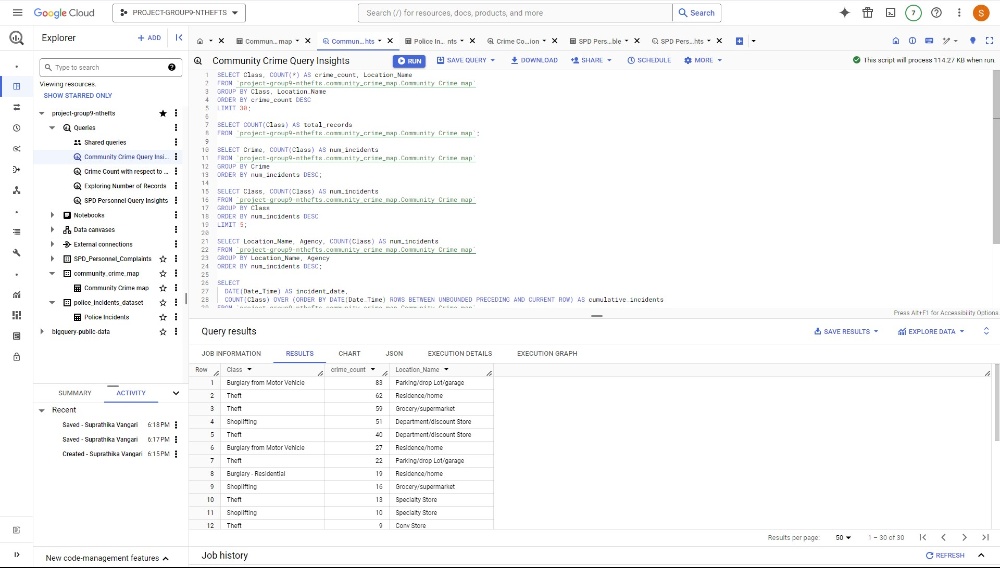 Google Cloud
PROJECT-GROUP9-NTHEFTS
Search (/) for resources, docs, products, and more
Search
7
S
Explorer
+ ADD
Commun... map
Commun... hts
Police In... nts
Crime Co...ion
SPD Pers...ble
SPD Pers...hts
Type to search
Viewing resources.
SHOW STARRED ONLY
project-group9-nthefts
Queries
Shared queries
Community Crime Query Insi...
Crime Count with respect to ...
Exploring Number of Records
SPD Personnel Query Insights
Notebooks
Data canvases
External connections
SPD_Personnel_Complaints
community_crime_map
Community Crime map
police_incidents_dataset
Police Incidents
bigquery-public-data
SUMMARY
ACTIVITY
Recent
Saved - Suprathika Vangari 6:18 PM
Saved - Suprathika Vangari 6:17 PM
Created - Suprathika Vangari 6:15 PM
New code-management features
Community Crime Query Insights
RUN
SAVE QUERY
DOWNLOAD
SHARE
SCHEDULE
MORE
This script will process 114.27 KB when run.
1 SELECT Class, COUNT(*) AS crime_count, Location_Name
2 FROM `project-group9-nthefts.community_crime_map.Community Crime map`
3 GROUP BY Class, Location_Name
4 ORDER BY crime_count DESC
5 LIMIT 30;
6
7 SELECT COUNT(Class) AS total_records
8 FROM `project-group9-nthefts.community_crime_map.Community Crime map`;
9
10 SELECT Crime, COUNT(Class) AS num_incidents
11 FROM `project-group9-nthefts.community_crime_map.Community Crime map`
12 GROUP BY Crime
13 ORDER BY num_incidents DESC;
14
15 SELECT Class, COUNT(Class) AS num_incidents
16 FROM `project-group9-nthefts.community_crime_map.Community Crime map`
17 GROUP BY Class
18 ORDER BY num_incidents DESC
19 LIMIT 5;
20
21 SELECT Location_Name, Agency, COUNT(Class) AS num_incidents
22 FROM `project-group9-nthefts.community_crime_map.Community Crime map`
23 GROUP BY Location_Name, Agency
24 ORDER BY num_incidents DESC;
25
26 SELECT
27 DATE(Date_Time) AS incident_date,
28 COUNT(Class) OVER (ORDER BY DATE(Date_Time) ROWS BETWEEN UNBOUNDED PRECEDING AND CURRENT ROW) AS cumulative_incidents
29 FROM `project-group9-nthefts.community_crime_map.Community Crime map`
Press Alt+F1 for Accessibility Options.
Query results
SAVE RESULTS
EXPLORE DATA
JOB INFORMATION
RESULTS
CHART
JSON
EXECUTION DETAILS
EXECUTION GRAPH
Row Class crime_count Location_Name
1 Burglary from Motor Vehicle 83 Parking/drop Lot/garage
2 Theft 62 Residence/home
3 Theft 59 Grocery/supermarket
4 Shoplifting 51 Department/discount Store
5 Theft 40 Department/discount Store
6 Burglary from Motor Vehicle 27 Residence/home
7 Theft 22 Parking/drop Lot/garage
8 Burglary - Residential 19 Residence/home
9 Shoplifting 16 Grocery/supermarket
10 Theft 13 Specialty Store
11 Shoplifting 10 Specialty Store
12 Theft 9 Conv Store
Results per page: 50 1 – 30 of 30
Job history
REFRESH